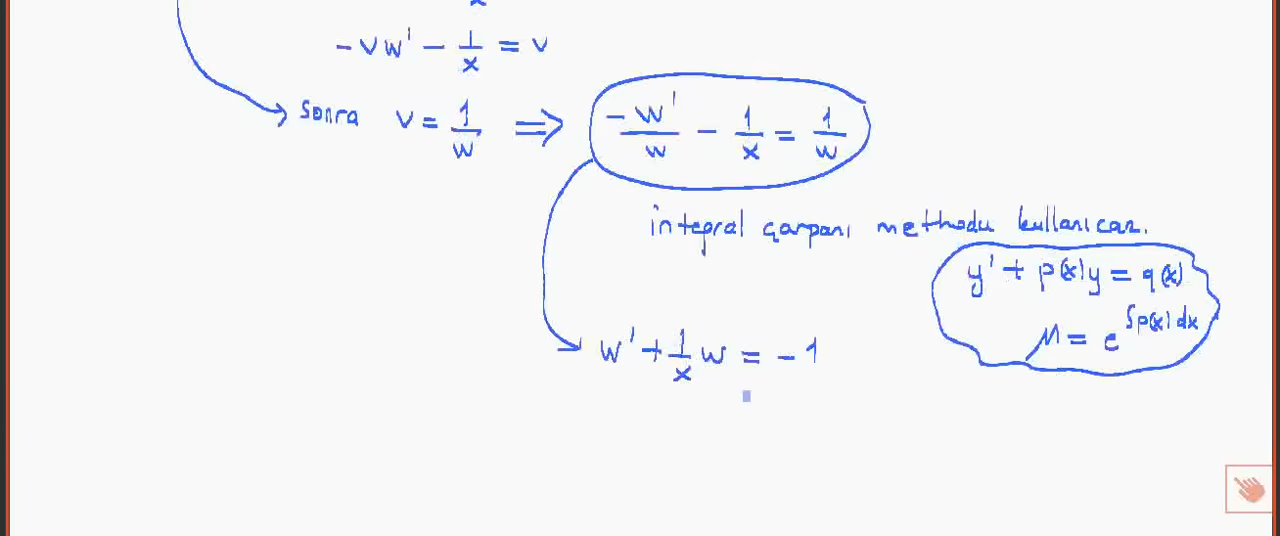 -vw' - 1/x = v
sonra v = 1/w ⇒ -w'/w - 1/x = 1/w
integral çarpanı methodu kullanıcaz.
y' + p(x)y = q(x)
μ = e^∫p(x)dx
w' + 1/x w = -1